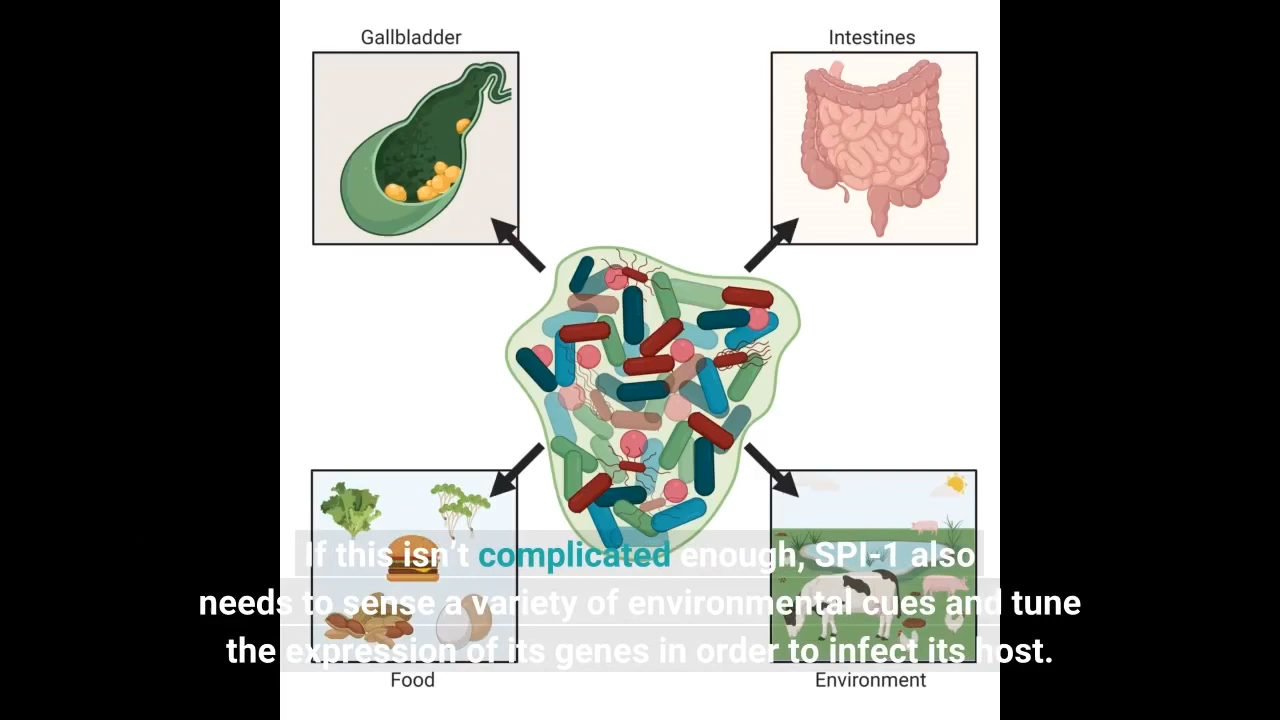 Gallbladder
Intestines
If this isn't complicated enough, SPI-1 also
needs to sense a variety of environmental cues and tune
the expression of its genes in order to infect its host.
Food
Environment